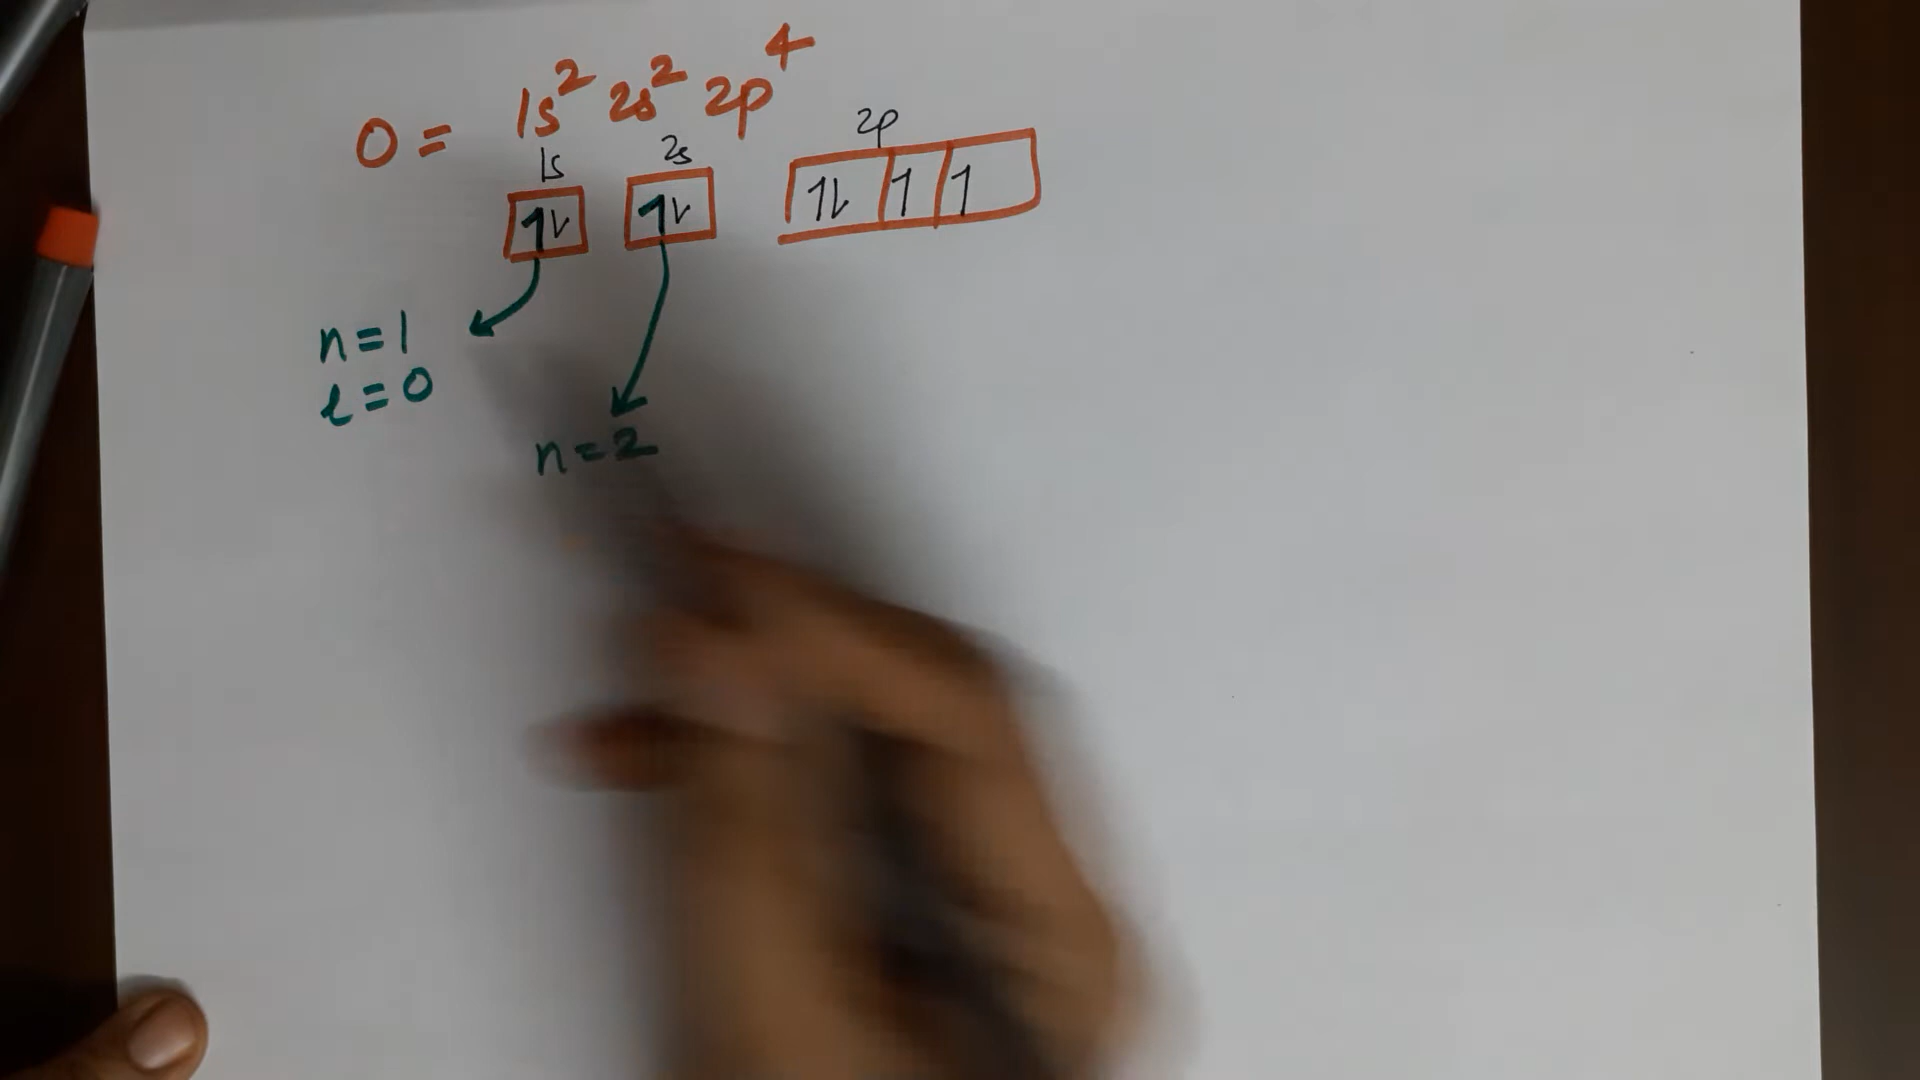 O = 1s² 2s² 2p⁴
1s 2s 2p
↿⇂ ↿⇂ ↿⇂ ↿ ↿
n=1
l=0
n=2